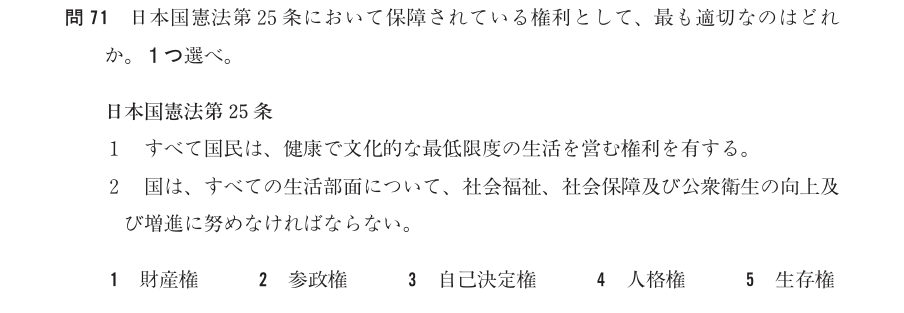 問 71 日本国憲法第 25 条において保障されている権利として、最も適切なのはどれ
か。1つ選べ。
日本国憲法第 25 条
1 すべて国民は、健康で文化的な最低限度の生活を営む権利を有する。
2 国は、すべての生活部面について、社会福祉、社会保障及び公衆衛生の向上及
び増進に努めなければならない。
1 財産権 2 参政権 3 自己決定権 4 人格権 5 生存権